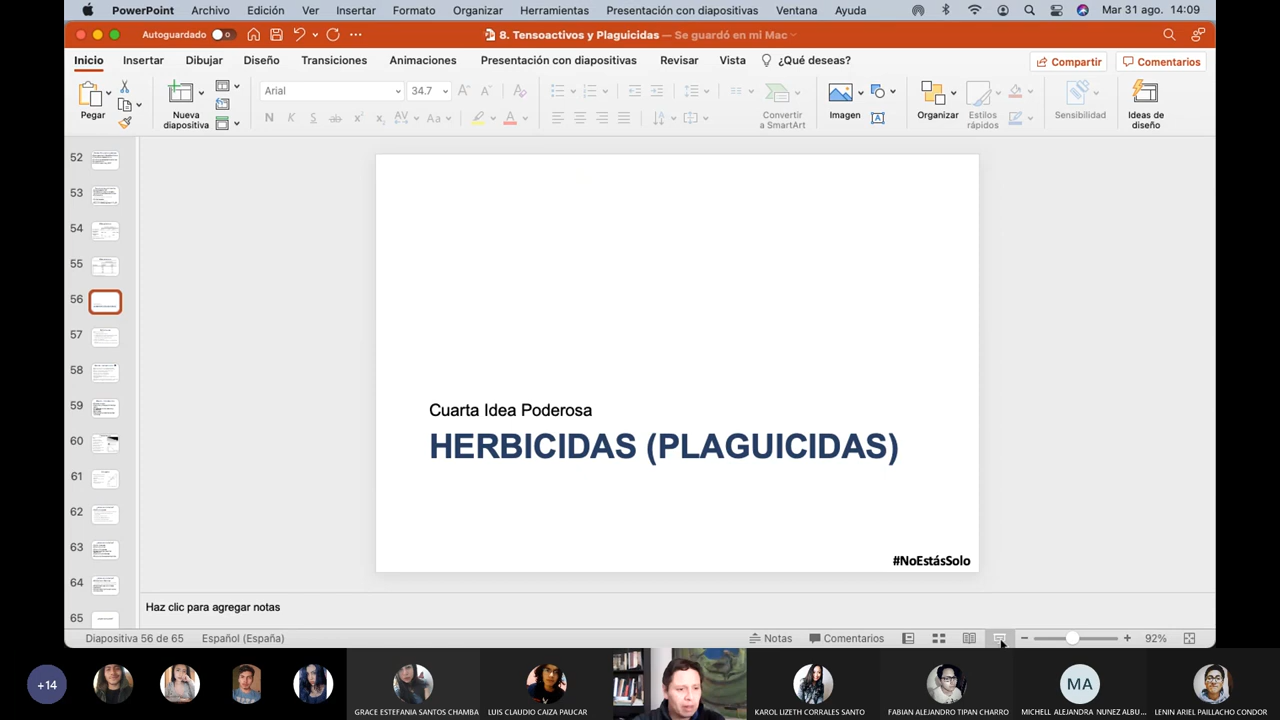 PowerPoint Archivo Edición Ver Insertar Formato Organizar Herramientas Presentación con diapositivas Ventana Ayuda Mar 31 ago. 14:09
Autoguardado 8. Tensoactivos y Plaguicidas — Se guardó en mi Mac
Inicio Insertar Dibujar Diseño Transiciones Animaciones Presentación con diapositivas Revisar Vista ¿Qué deseas? Compartir Comentarios
Pegar
Nueva
diapositiva
Arial 34.7
N
Aa
A
Convertir
a SmartArt
Imagen
Organizar
Estilos
rápidos
Sensibilidad
Ideas de
diseño
52
53
54
55
56
57
58
59
60
61
62
63
64
65
Cuarta Idea Poderosa
HERBICIDAS (PLAGUICIDAS)
#NoEstásSolo
Haz clic para agregar notas
Diapositiva 56 de 65 Español (España) Notas Comentarios 92%
+14
MA
GRACE ESTEFANIA SANTOS CHAMBA
LUIS CLAUDIO CAIZA PAUCAR
KAROL LIZETH CORRALES SANTO
FABIAN ALEJANDRO TIPAN CHARRO
MICHELL ALEJANDRA NUNEZ ALBU...
LENIN ARIEL PAILLACHO CONDOR